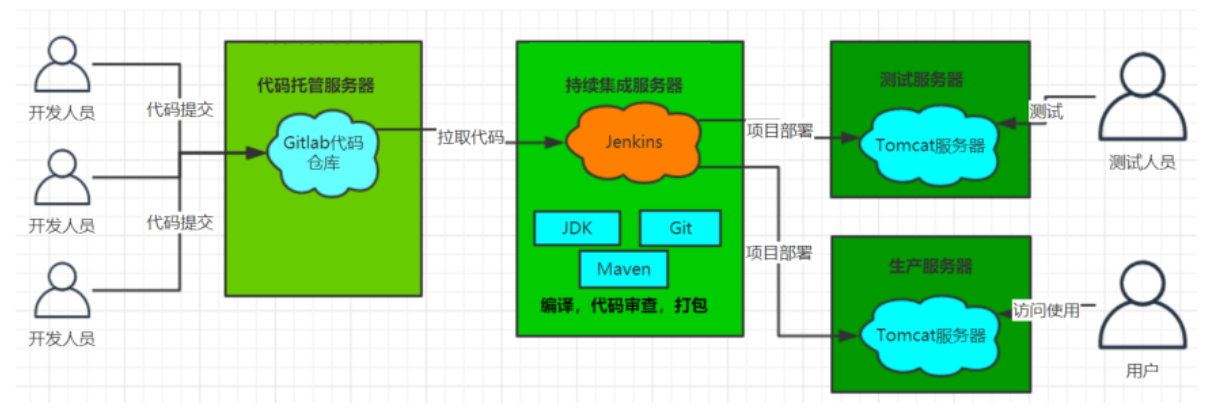 开发人员
代码提交
开发人员
代码提交
开发人员
代码托管服务器
Gitlab代码
仓库
拉取代码
持续集成服务器
Jenkins
JDK
Git
Maven
编译，代码审查，打包
项目部署
项目部署
测试服务器
Tomcat服务器
测试
测试人员
生产服务器
Tomcat服务器
访问使用
用户